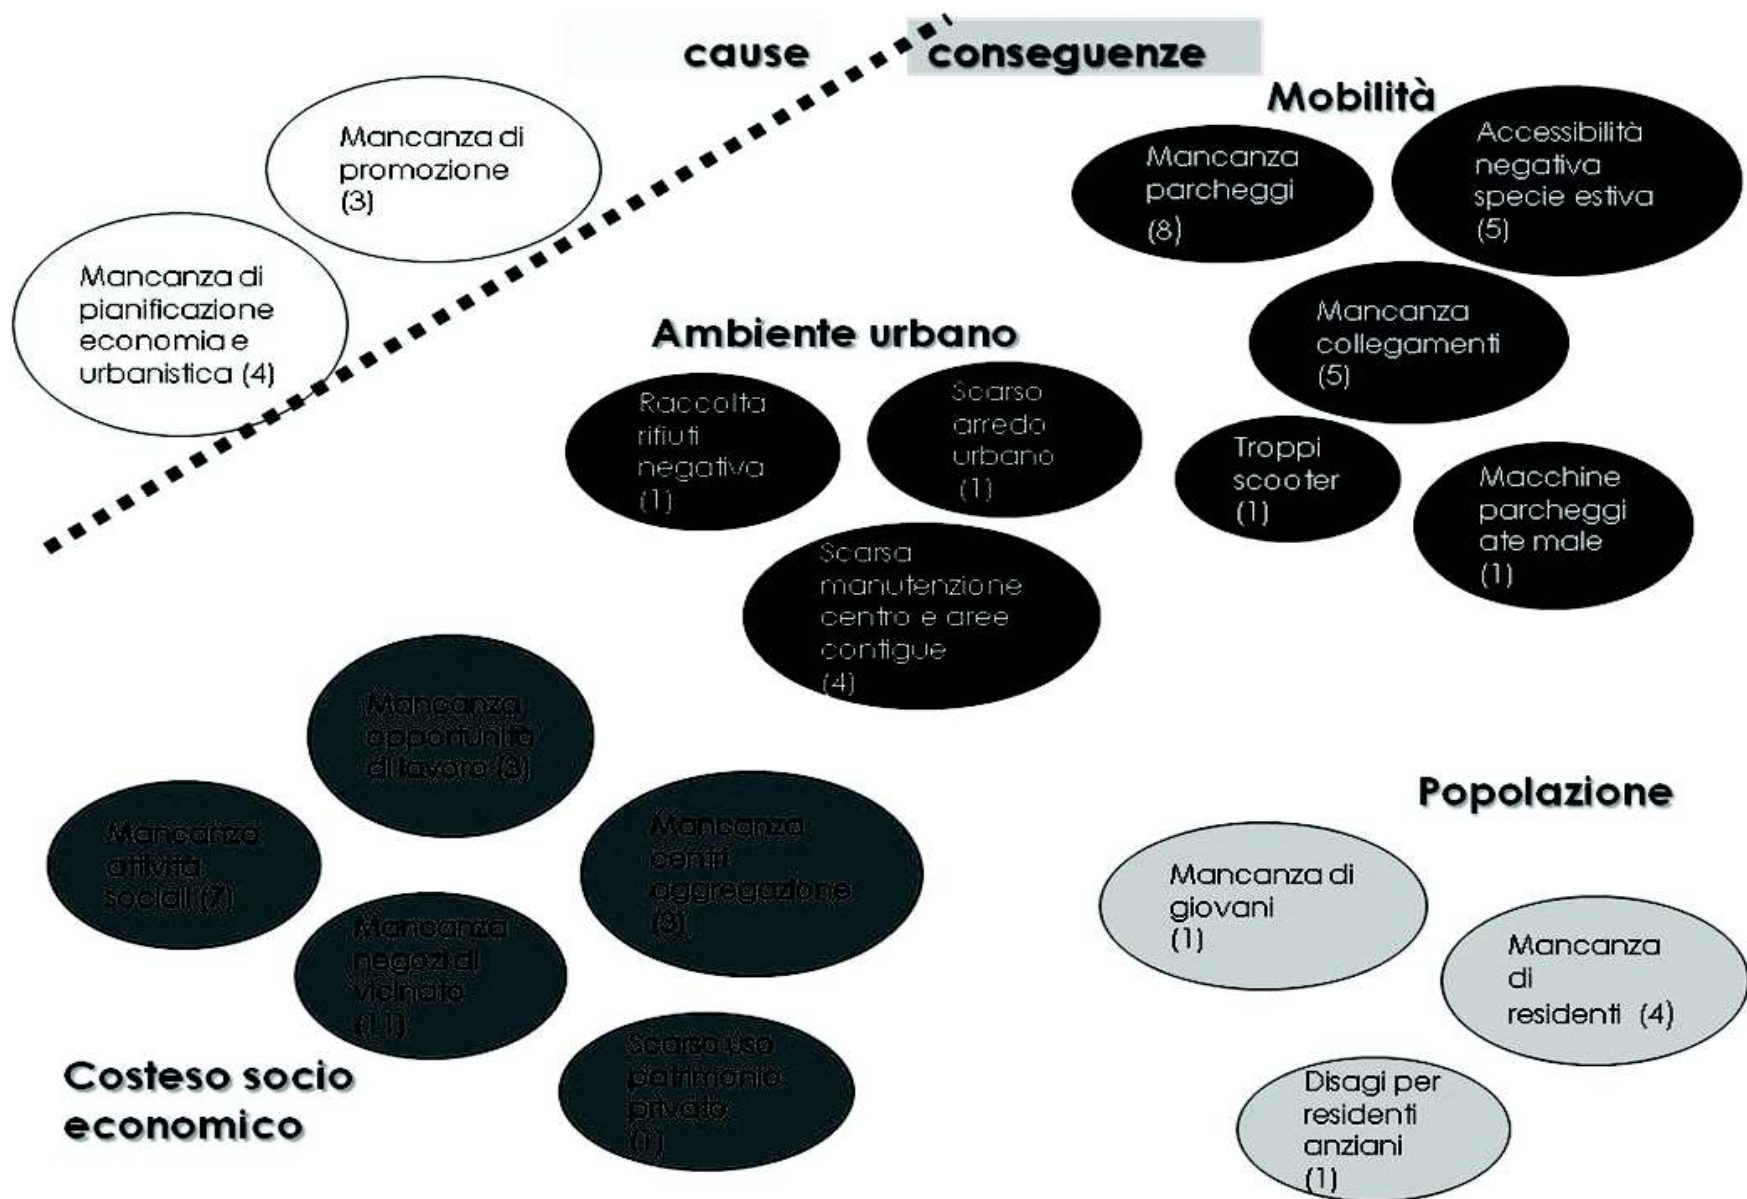 cause
conseguenze
Mancanza di
promozione
(3)
Mancanza di
pianificazione
economia e
urbanistica (4)
Mobilità
Mancanza
parcheggi
(8)
Accessibilità
negativa
specie estiva
(5)
Mancanza
collegamenti
(5)
Troppi
scooter
(1)
Macchine
parcheggi
ate male
(1)
Ambiente urbano
Raccolta
rifiuti
negativa
(1)
Scarso
arredo
urbano
(1)
Scarsa
manutenzione
centro e aree
contigue
(4)
Mancanza
opportunità
di lavoro (3)
Mancanza
attività
sociali (7)
Mancanza
centri
aggregazione
(3)
Mancanza
negozi di
vicinato
(11)
Scarso uso
patrimonio
privato
(1)
Costeso socio
economico
Popolazione
Mancanza di
giovani
(1)
Mancanza
di
residenti (4)
Disagi per
residenti
anziani
(1)